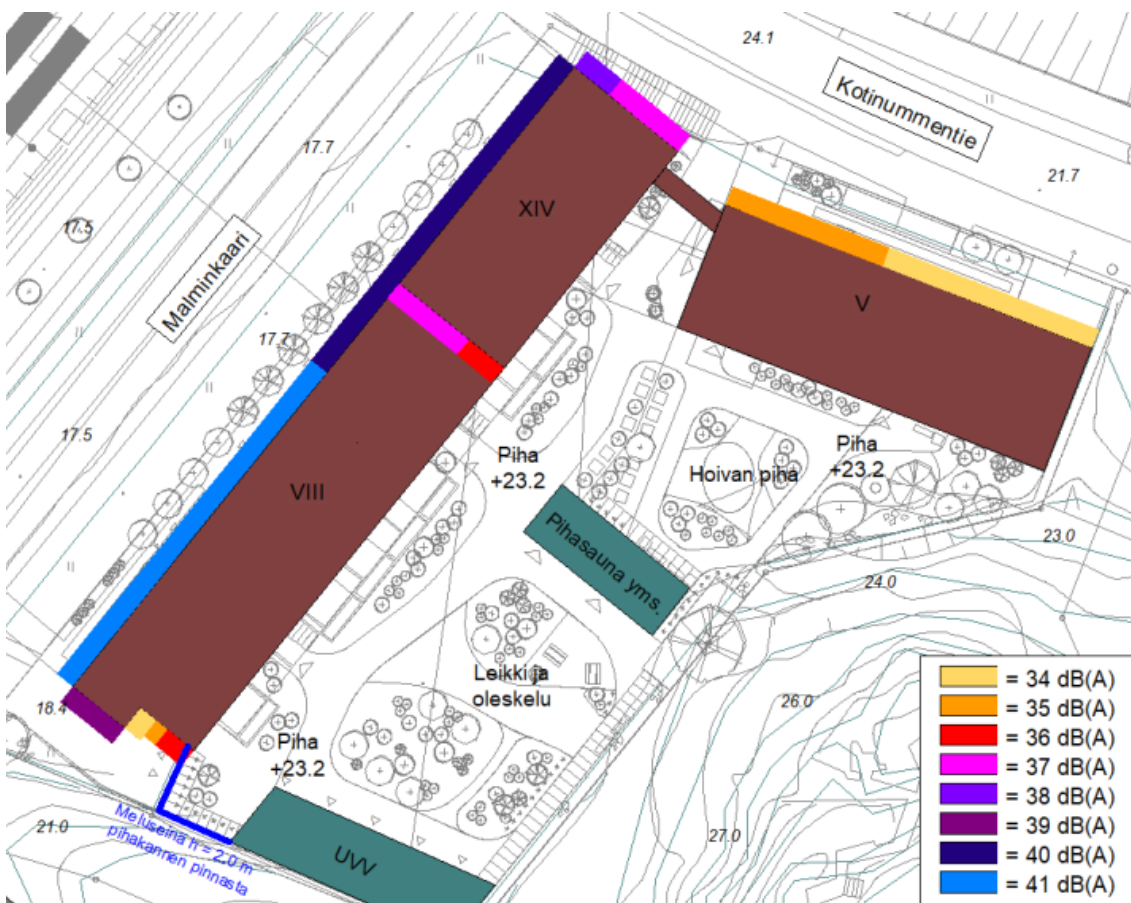 24.1
Kotinummentie
21.7
17.7
XIV
17.5
Malminkaari
V
17.7
17.5
Piha
+23.2
Hoivan piha
Piha
+23.2
VIII
Pihasauna yms.
23.0
24.0
Leikki ja
oleskelu
18.4
26.0
Piha
+23.2
21.0
Meluseinä h = 2.0 m
pihakannen pinnasta
UVV
27.0
= 34 dB(A)
= 35 dB(A)
= 36 dB(A)
= 37 dB(A)
= 38 dB(A)
= 39 dB(A)
= 40 dB(A)
= 41 dB(A)